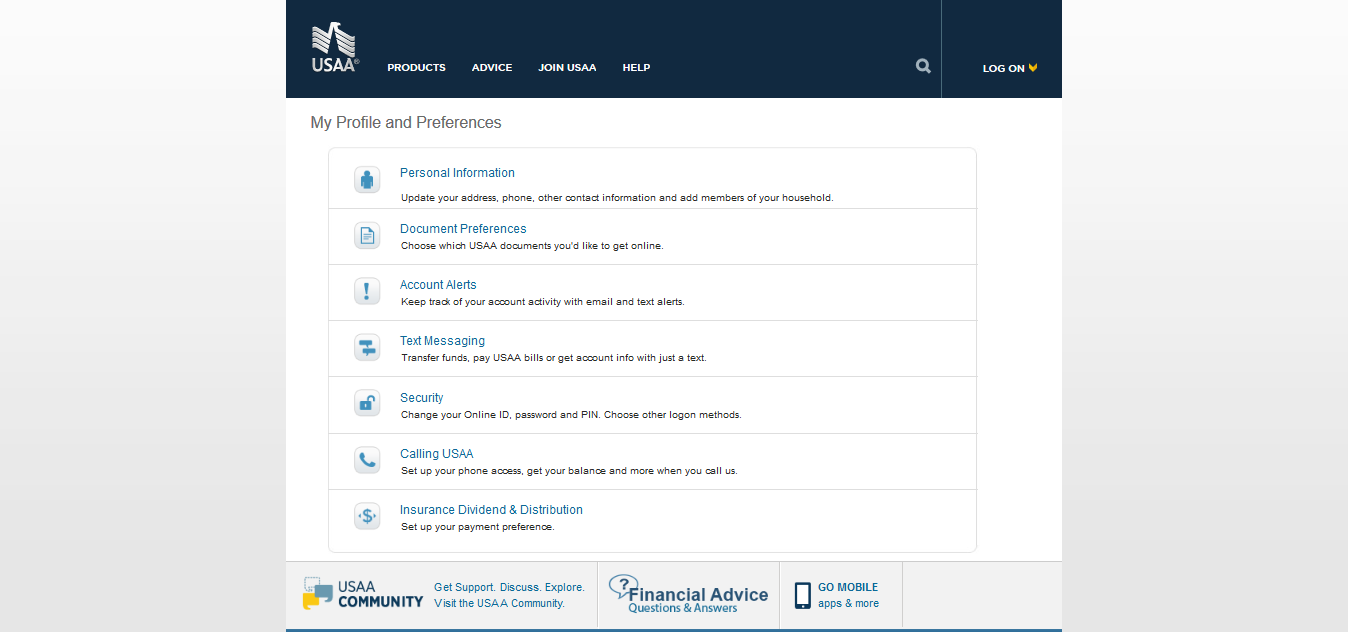 USAA®
PRODUCTS ADVICE JOIN USAA HELP
LOG ON
My Profile and Preferences
Personal Information
Update your address, phone, other contact information and add members of your household.
Document Preferences
Choose which USAA documents you'd like to get online.
Account Alerts
Keep track of your account activity with email and text alerts.
Text Messaging
Transfer funds, pay USAA bills or get account info with just a text.
Security
Change your Online ID, password and PIN. Choose other logon methods.
Calling USAA
Set up your phone access, get your balance and more when you call us.
Insurance Dividend & Distribution
Set up your payment preference.
USAA
COMMUNITY
Get Support. Discuss. Explore.
Visit the USAA Community.
Financial Advice
Questions & Answers
GO MOBILE
apps & more